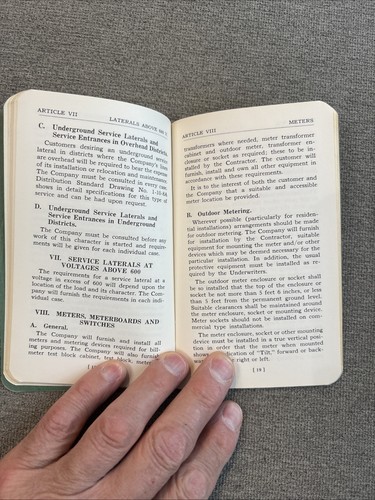 ARTICLE VII
LATERALS ABOVE 600
C. Underground Service Laterals and
Service Entrances in Overhead Districts.
Customers desiring an underground service
lateral in districts where the Company's lines
are overhead will be required to bear the expense
of its installation or relocation and maintenance.
The Company must be consulted in every case.
Distribution Standard Drawing No.
shown in detail specifications for this type of
service and can be had upon request.
D. Underground Service Laterals and
Service Entrances in Underground
Districts.
The Company must be consulted before any
work of this character is started and require-
ments will be given for each individual case.
VII. SERVICE LATERALS AT
VOLTAGES ABOVE 600
The requirements for a service lateral at a
voltage in excess of 600 will depend upon the
location of the load and its character. The Com-
pany will furnish the requirements in each indi-
vidual case.
VIII. METERS, METERBOARDS AND
SWITCHES
A. General.
The Company will furnish and install all
meters and metering devices required for bill-
ing purposes. The Company will also furnish
meter test block cabinet, test block, meter
ARTICLE VIII
METERS
transformers where needed; meter transformer
cabinet and outdoor meter, transformer en-
closure or socket as required; these to be in-
stalled by the Contractor. The customer will
furnish, install and own all other equipment in
accordance with these requirements.
It is to the interest of both the customer and
the Company that a suitable and accessible
meter location be provided.
B. Outdoor Metering.
Wherever possible (particularly for residen-
tial installations) arrangements should be made
for outdoor metering. The Company will furnish
for installation by the Contractor, suitable
equipment for mounting the meter and/or other
devices which may be deemed necessary for the
particular installation. In addition, the usual
protective equipment must be installed as re-
quired by the Underwriters.
The outdoor meter enclosure or socket shall
be so installed that the top of the enclosure or
socket be not more than 5 feet 6 inches, or less
than 5 feet from the permanent ground level.
Suitable clearances shall be maintained around
the meter enclosure, socket or mounting device.
Meter sockets should not be installed on com-
mercial type installations.
The meter enclosure, socket or other mounting
device must be installed in a true vertical posi-
tion in order that the meter when mounted
shows indication of "Tilt," forward or back-
right or left.